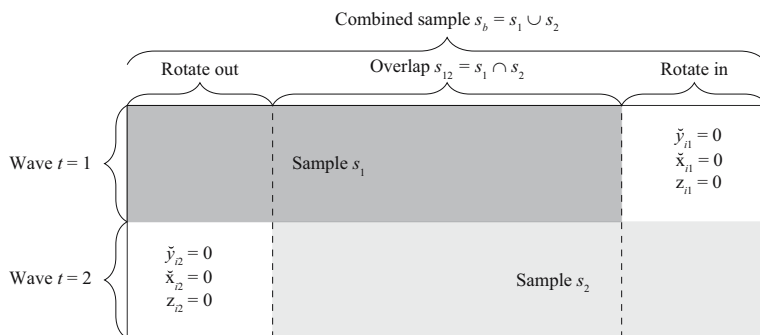 Combined sample s_b = s_1 ∪ s_2
Rotate out
Overlap s_12 = s_1 ∩ s_2
Rotate in
Wave t = 1
Sample s_1
y̌_i1 = 0
x̌_i1 = 0
z_i1 = 0
Wave t = 2
y̌_i2 = 0
x̌_i2 = 0
z_i2 = 0
Sample s_2